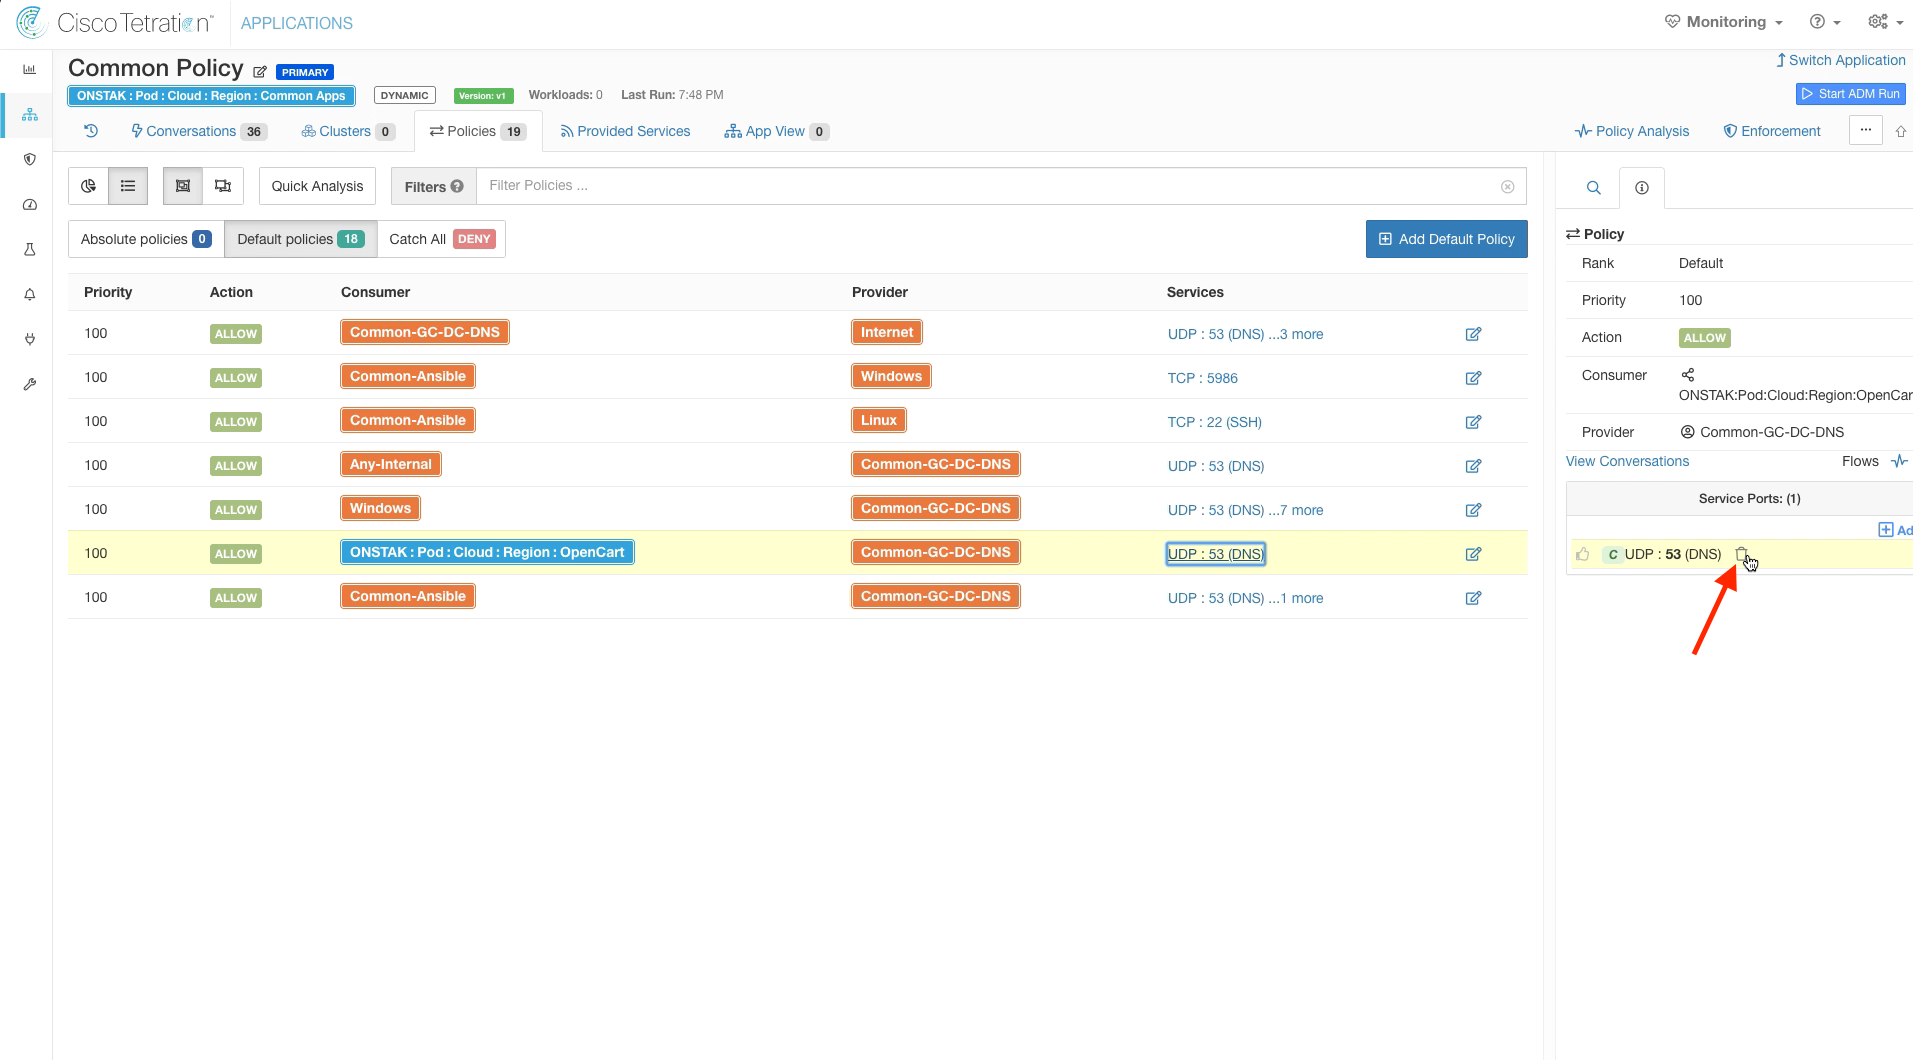 Cisco Tetration™ APPLICATIONS Monitoring
Common Policy PRIMARY Switch Application
ONSTAK : Pod : Cloud : Region : Common Apps DYNAMIC Version: v1 Workloads: 0 Last Run: 7:48 PM Start ADM Run
Conversations 36 Clusters 0 Policies 19 Provided Services App View 0 Policy Analysis Enforcement ...
Quick Analysis Filters Filter Policies ...
Absolute policies 0 Default policies 18 Catch All DENY Add Default Policy
Priority Action Consumer Provider Services
100 ALLOW Common-GC-DC-DNS Internet UDP : 53 (DNS) ...3 more
100 ALLOW Common-Ansible Windows TCP : 5986
100 ALLOW Common-Ansible Linux TCP : 22 (SSH)
100 ALLOW Any-Internal Common-GC-DC-DNS UDP : 53 (DNS)
100 ALLOW Windows Common-GC-DC-DNS UDP : 53 (DNS) ...7 more
100 ALLOW ONSTAK : Pod : Cloud : Region : OpenCart Common-GC-DC-DNS UDP : 53 (DNS)
100 ALLOW Common-Ansible Common-GC-DC-DNS UDP : 53 (DNS) ...1 more
Policy
Rank Default
Priority 100
Action ALLOW
Consumer
ONSTAK:Pod:Cloud:Region:OpenCar
Provider Common-GC-DC-DNS
View Conversations Flows
Service Ports: (1)
Ad
C UDP : 53 (DNS)